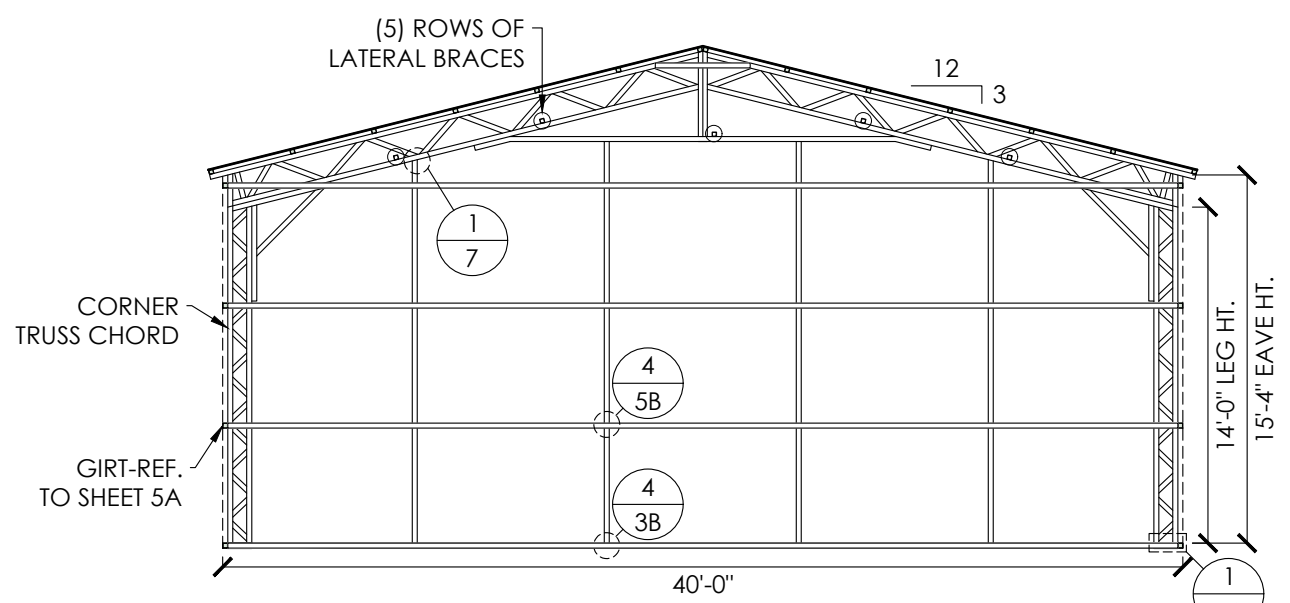 (5) ROWS OF
LATERAL BRACES
12
3
1
7
CORNER
TRUSS CHORD
4
5B
14'-0" LEG HT.
15'-4" EAVE HT.
GIRT-REF.
TO SHEET 5A
4
3B
40'-0"
1